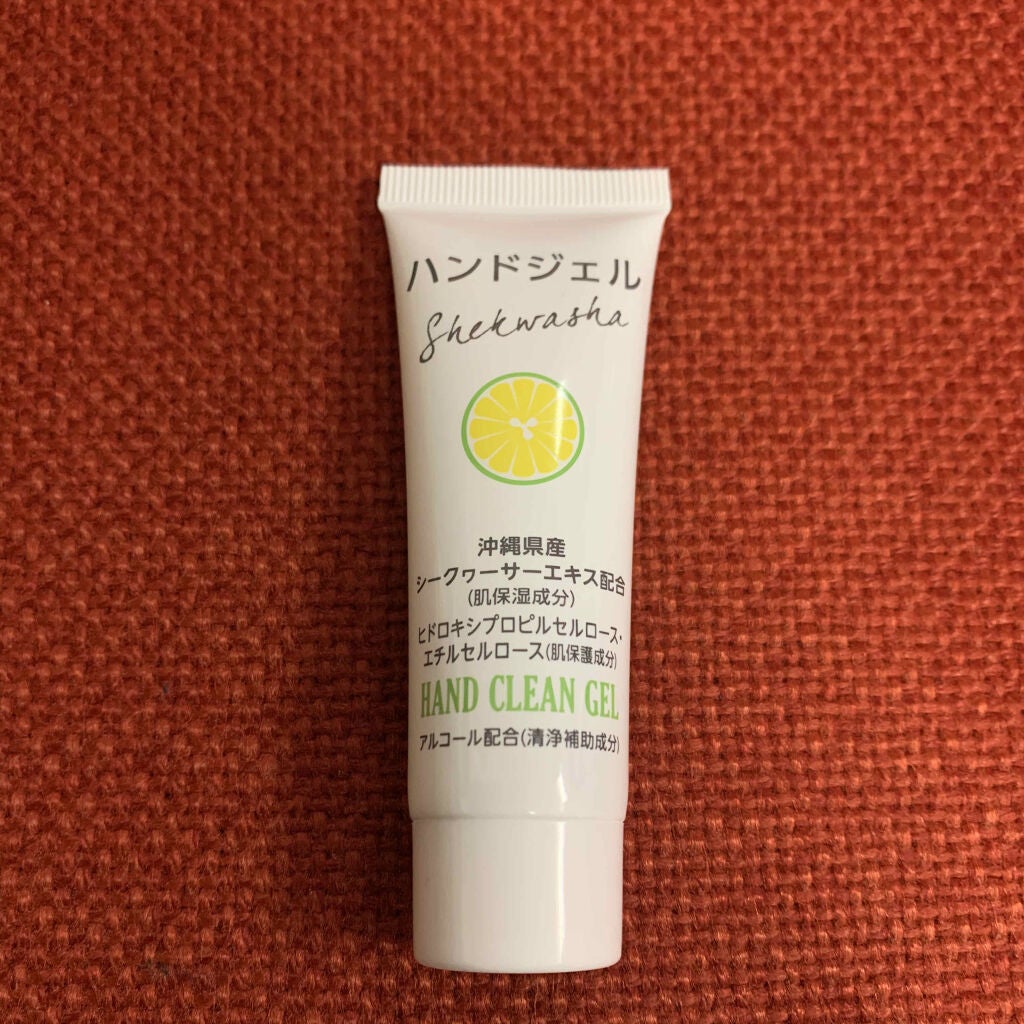 ハンドジェル
Shekwasha
沖縄県産
シークヮーサーエキス配合
(肌保湿成分)
ヒドロキシプロピルセルロース・
エチルセルロース(肌保護成分)
HAND CLEAN GEL
アルコール配合(清浄補助成分)